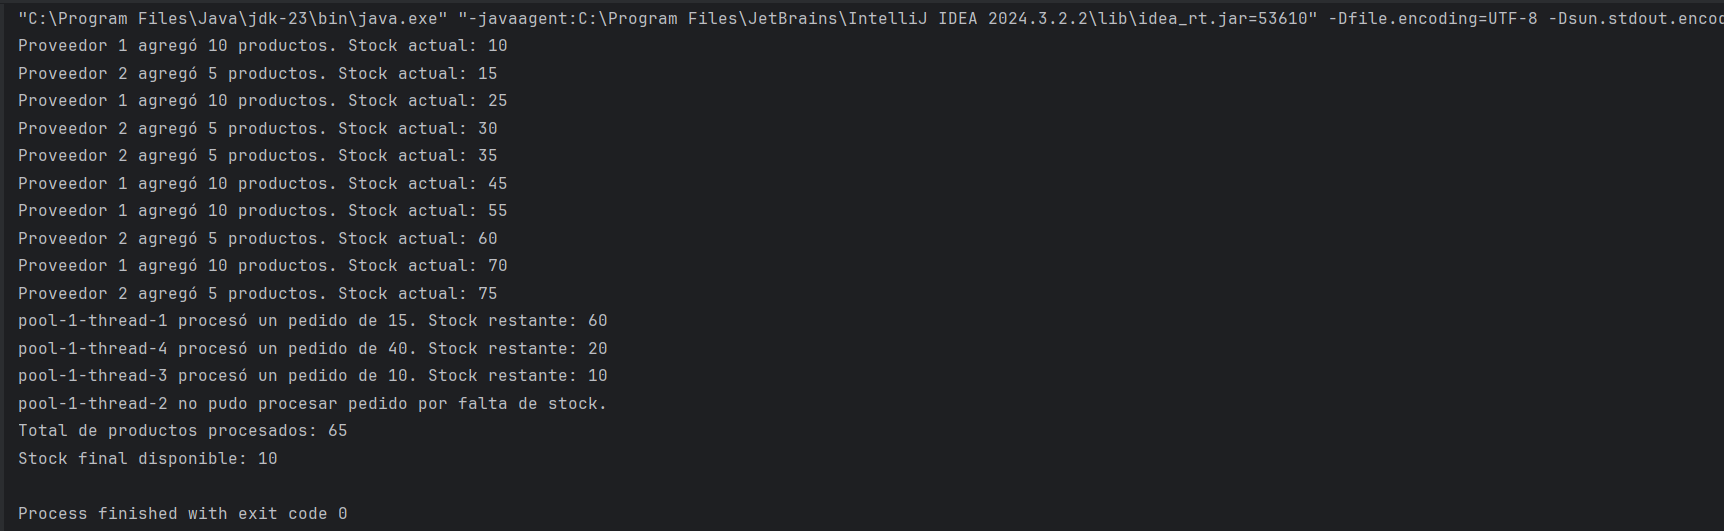 "C:\Program Files\Java\jdk-23\bin\java.exe" "-javaagent:C:\Program Files\JetBrains\IntelliJ IDEA 2024.3.2.2\lib\idea_rt.jar=53610" -Dfile.encoding=UTF-8 -Dsun.stdout.encod
Proveedor 1 agregó 10 productos. Stock actual: 10
Proveedor 2 agregó 5 productos. Stock actual: 15
Proveedor 1 agregó 10 productos. Stock actual: 25
Proveedor 2 agregó 5 productos. Stock actual: 30
Proveedor 2 agregó 5 productos. Stock actual: 35
Proveedor 1 agregó 10 productos. Stock actual: 45
Proveedor 1 agregó 10 productos. Stock actual: 55
Proveedor 2 agregó 5 productos. Stock actual: 60
Proveedor 1 agregó 10 productos. Stock actual: 70
Proveedor 2 agregó 5 productos. Stock actual: 75
pool-1-thread-1 procesó un pedido de 15. Stock restante: 60
pool-1-thread-4 procesó un pedido de 40. Stock restante: 20
pool-1-thread-3 procesó un pedido de 10. Stock restante: 10
pool-1-thread-2 no pudo procesar pedido por falta de stock.
Total de productos procesados: 65
Stock final disponible: 10
Process finished with exit code 0